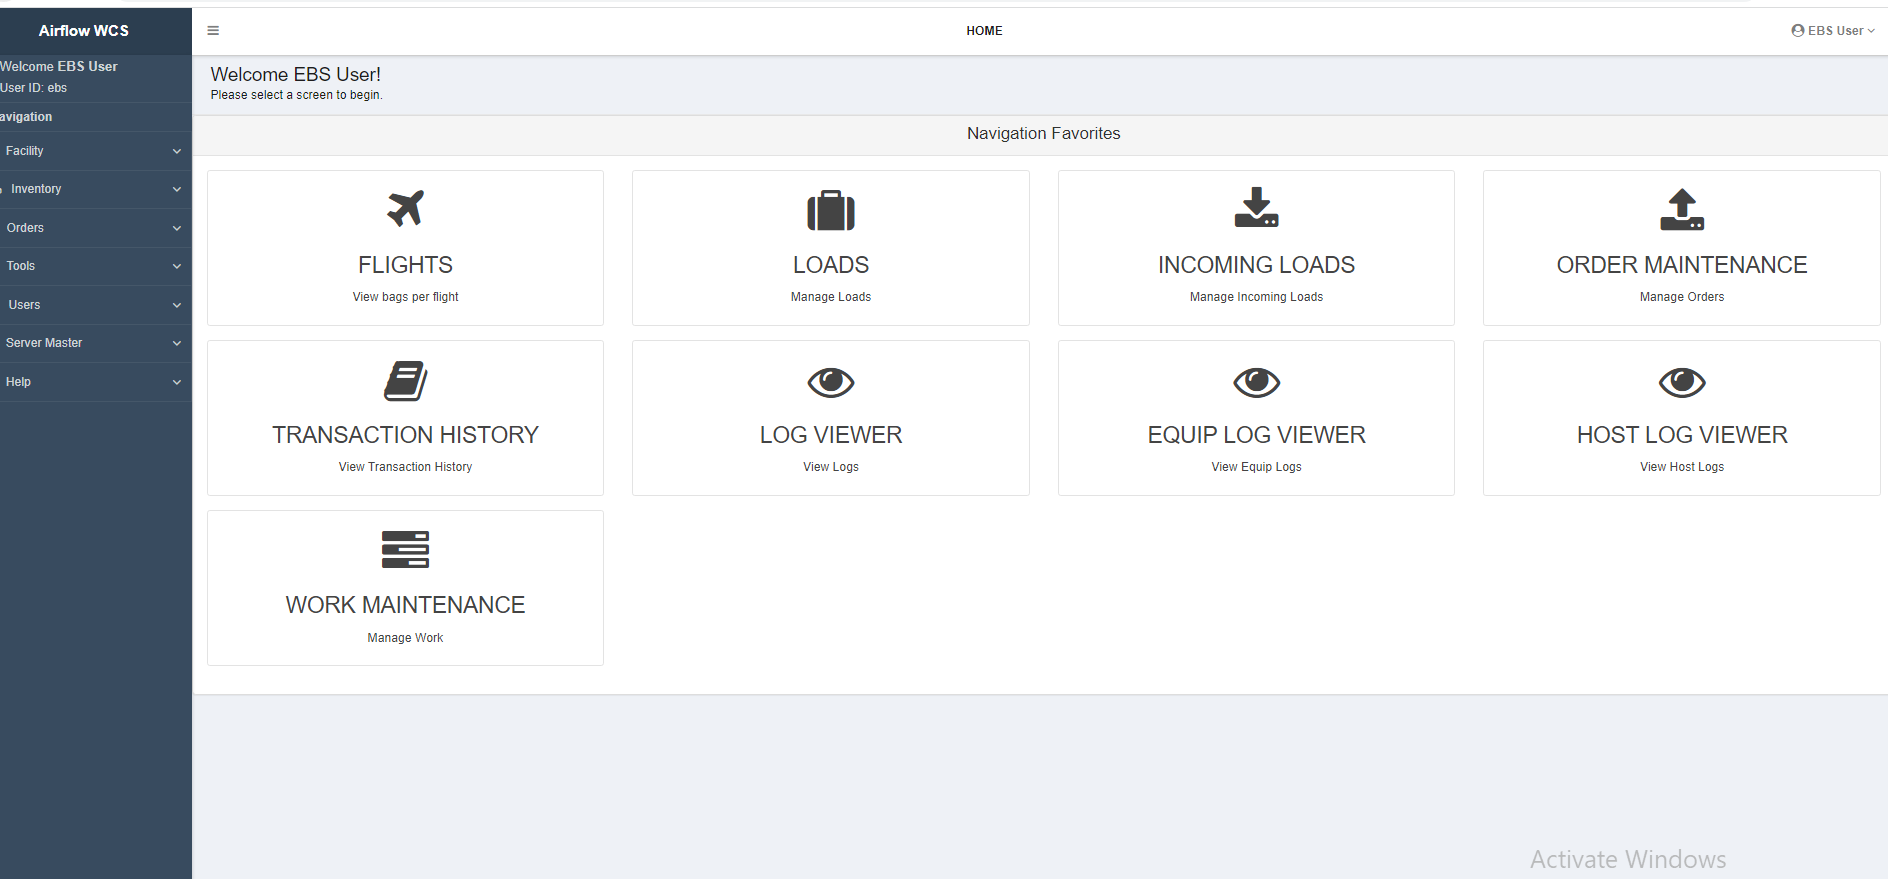 Airflow WCS
HOME
EBS User
Welcome EBS User
User ID: ebs
avigation
Facility
Inventory
Orders
Tools
Users
Server Master
Help
Welcome EBS User!
Please select a screen to begin.
Navigation Favorites
FLIGHTS
View bags per flight
LOADS
Manage Loads
INCOMING LOADS
Manage Incoming Loads
ORDER MAINTENANCE
Manage Orders
TRANSACTION HISTORY
View Transaction History
LOG VIEWER
View Logs
EQUIP LOG VIEWER
View Equip Logs
HOST LOG VIEWER
View Host Logs
WORK MAINTENANCE
Manage Work
Activate Windows